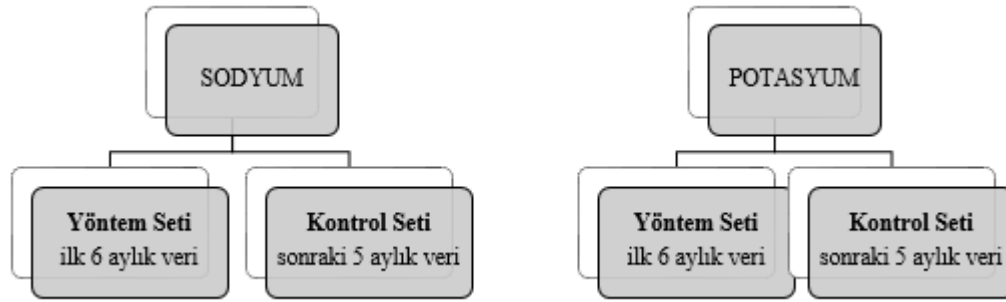 SODYUM
Yöntem Seti
ilk 6 aylık veri
Kontrol Seti
sonraki 5 aylık veri
POTASYUM
Yöntem Seti
ilk 6 aylık veri
Kontrol Seti
sonraki 5 aylık veri